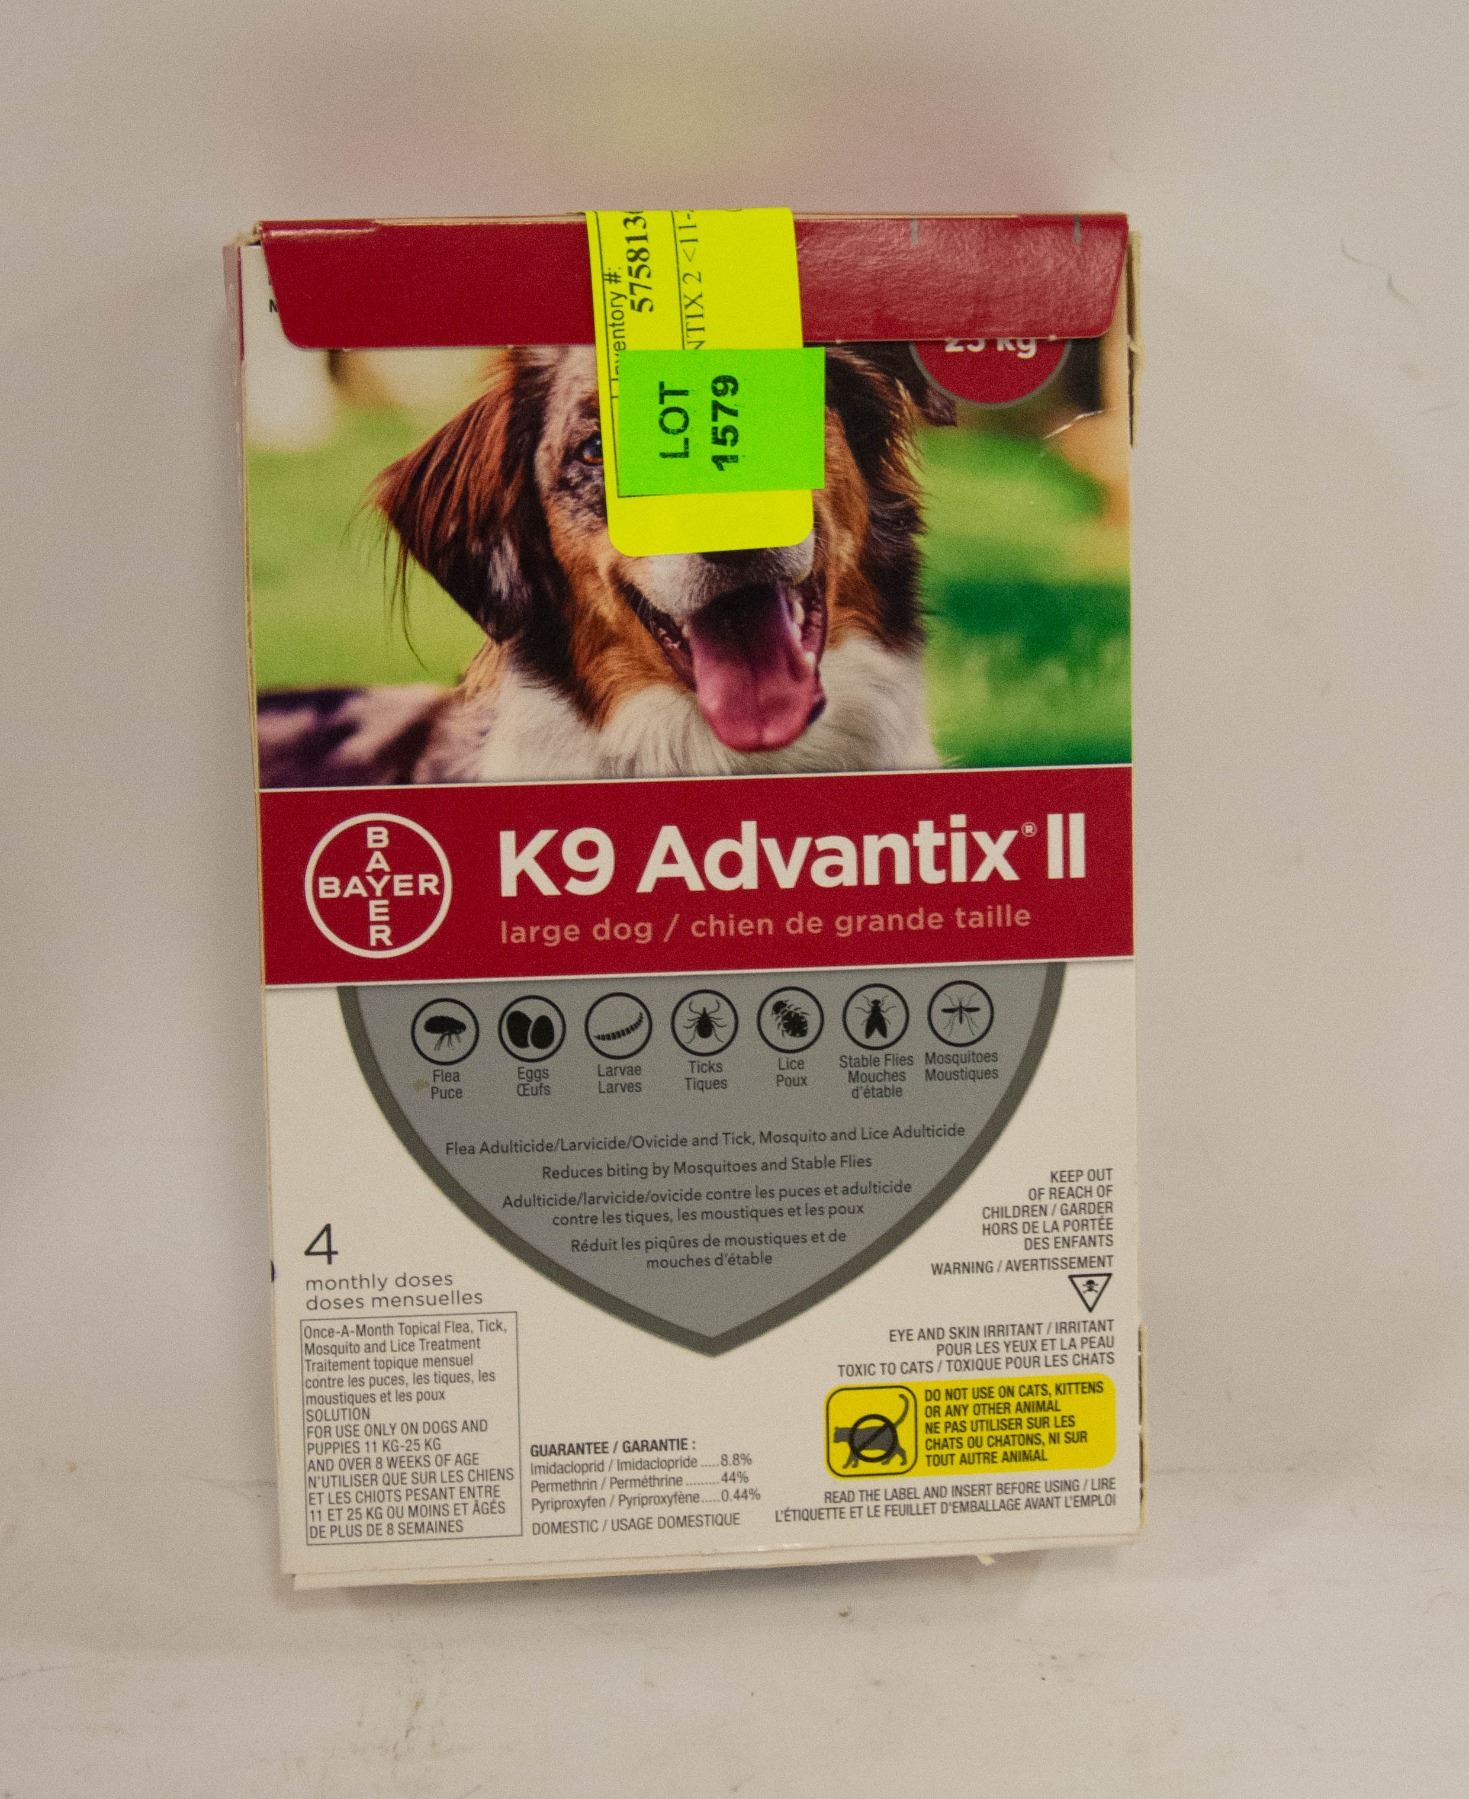 Inventory #:
575813
NTIX 2 <11-
LOT
1579
25 kg
BAYER
BAYER
K9 Advantix® II
large dog / chien de grande taille
Flea
Puce
Eggs
Œufs
Larvae
Larves
Ticks
Tiques
Lice
Poux
Stable Flies
Mouches
d'étable
Mosquitoes
Moustiques
Flea Adulticide/Larvicide/Ovicide and Tick, Mosquito and Lice Adulticide
Reduces biting by Mosquitoes and Stable Flies
Adulticide/larvicide/ovicide contre les puces et adulticide
contre les tiques, les moustiques et les poux
Réduit les piqûres de moustiques et de
mouches d'étable
4
monthly doses
doses mensuelles
Once-A-Month Topical Flea, Tick,
Mosquito and Lice Treatment
Traitement topique mensuel
contre les puces, les tiques, les
moustiques et les poux
SOLUTION
FOR USE ONLY ON DOGS AND
PUPPIES 11 KG-25 KG
AND OVER 8 WEEKS OF AGE
N'UTILISER QUE SUR LES CHIENS
ET LES CHIOTS PESANT ENTRE
11 ET 25 KG OU MOINS ET ÂGÉS
DE PLUS DE 8 SEMAINES
GUARANTEE / GARANTIE :
Imidacloprid / Imidaclopride.....8.8%
Permethrin / Perméthrine.........44%
Pyriproxyfen / Pyriproxyfène.....0.44%
DOMESTIC / USAGE DOMESTIQUE
KEEP OUT
OF REACH OF
CHILDREN / GARDER
HORS DE LA PORTÉE
DES ENFANTS
WARNING / AVERTISSEMENT
EYE AND SKIN IRRITANT / IRRITANT
POUR LES YEUX ET LA PEAU
TOXIC TO CATS / TOXIQUE POUR LES CHATS
DO NOT USE ON CATS, KITTENS
OR ANY OTHER ANIMAL
NE PAS UTILISER SUR LES
CHATS OU CHATONS, NI SUR
TOUT AUTRE ANIMAL
READ THE LABEL AND INSERT BEFORE USING / LIRE
L'ÉTIQUETTE ET LE FEUILLET D'EMBALLAGE AVANT L'EMPLOI